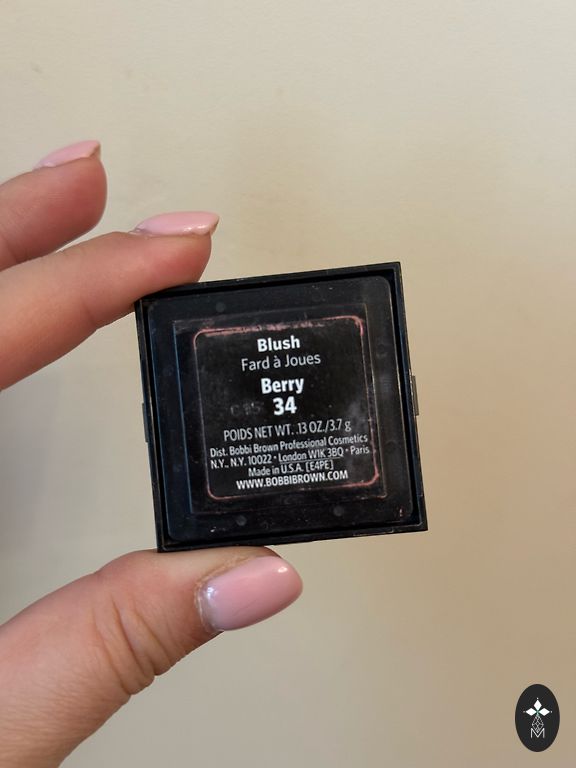 Blush
Fard à Joues
Berry
C95
34
POIDS NET WT. .13 OZ./3.7 g
Dist. Bobbi Brown Professional Cosmetics
N.Y., N.Y. 10022 • London W1K 3BQ • Paris
Made in U.S.A. [E4PE]
WWW.BOBBIBROWN.COM
M